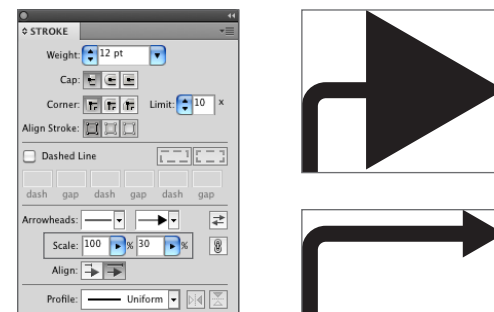 STROKE
Weight: 12 pt
Cap:
Corner: Limit: 10 x
Align Stroke:
Dashed Line
dash gap dash gap dash gap
Arrowheads:
Scale: 100 % 30 %
Align:
Profile: Uniform